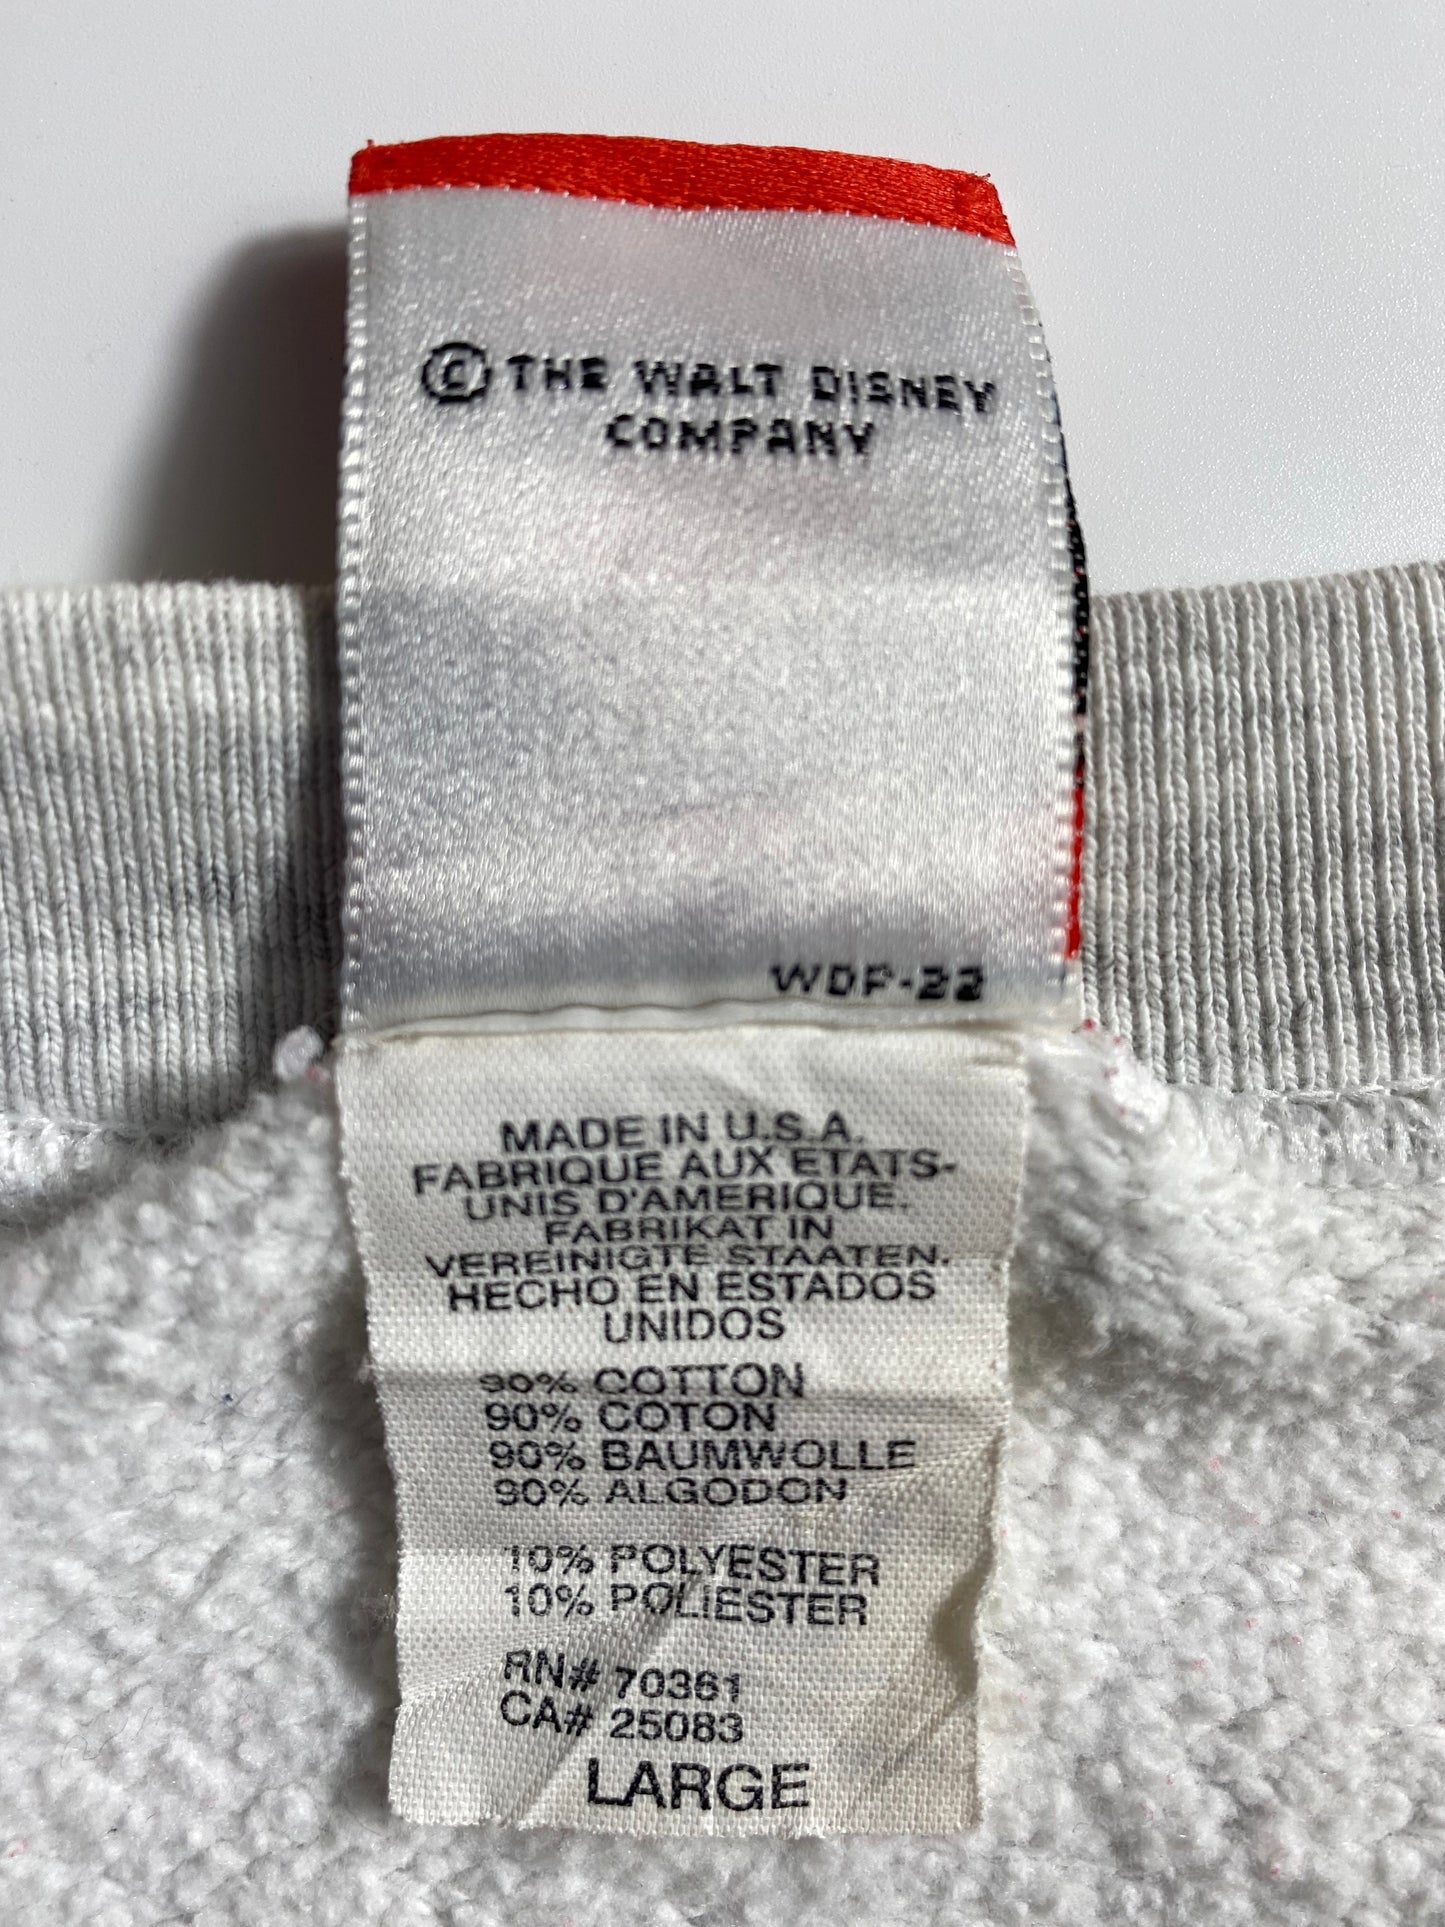 © THE WALT DISNEY
COMPANY
WDP-22
MADE IN U.S.A.
FABRIQUE AUX ETATS-
UNIS D'AMERIQUE.
FABRIKAT IN
VEREINIGTE STAATEN.
HECHO EN ESTADOS
UNIDOS
90% COTTON
90% COTON
90% BAUMWOLLE
90% ALGODON
10% POLYESTER
10% POLIESTER
RN# 70361
CA# 25083
LARGE